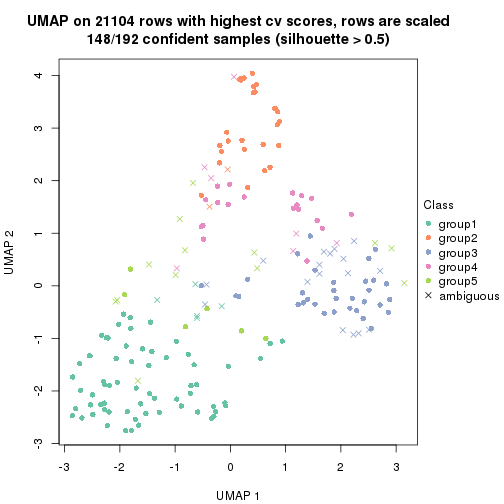 UMAP on 21104 rows with highest cv scores, rows are scaled
148/192 confident samples (silhouette > 0.5)
4
3
2
1
0
-1
-2
-3
UMAP 2
-3
-2
-1
0
1
2
3
UMAP 1
Class
group1
group2
group3
group4
group5
ambiguous